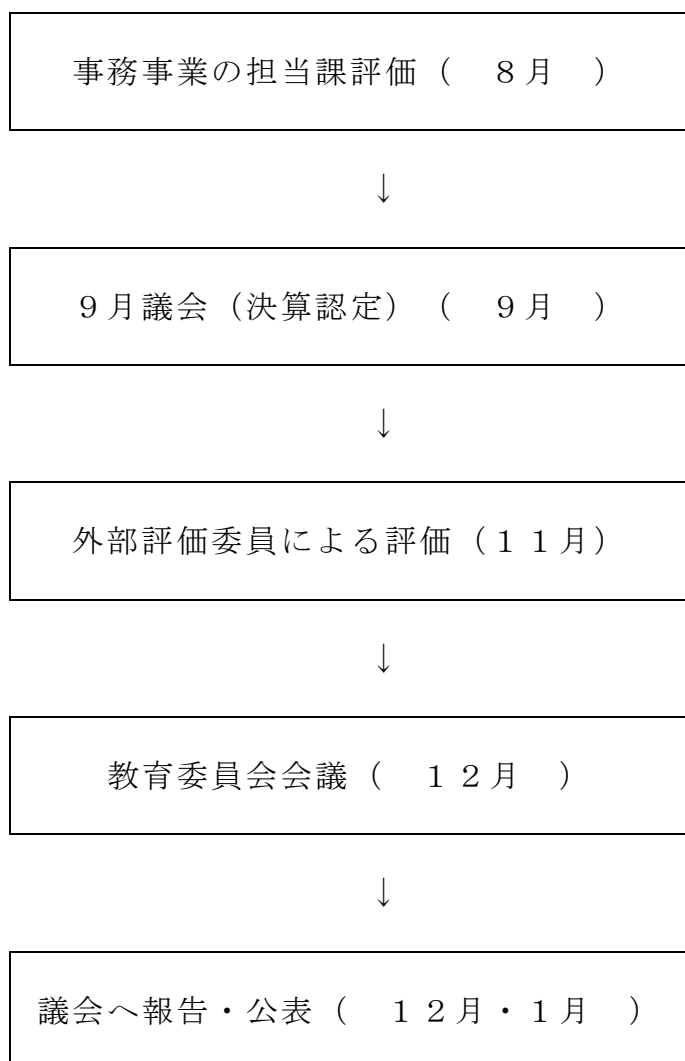 事務事業の担当課評価（　８月　）
↓
９月議会（決算認定）（　９月　）
↓
外部評価委員による評価（１１月）
↓
教育委員会会議（　１２月　）
↓
議会へ報告・公表（　１２月・１月　）